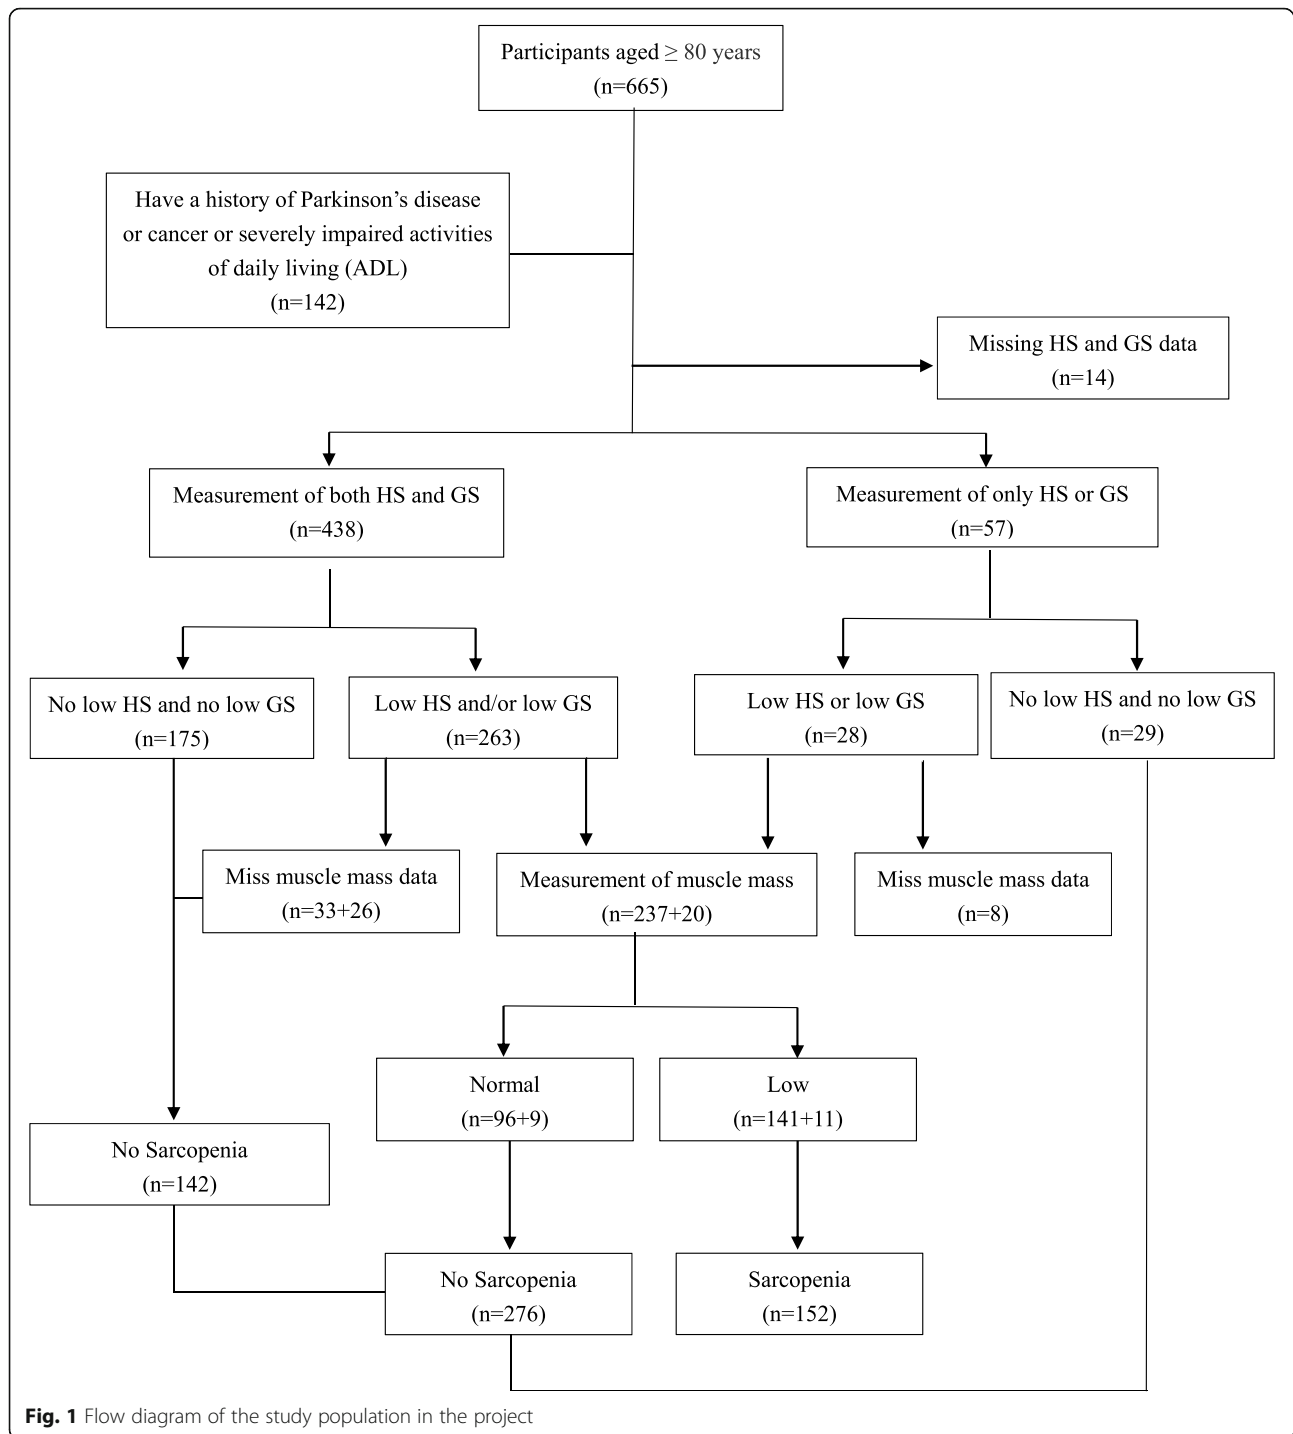 Participants aged ≥ 80 years
(n=665)
Have a history of Parkinson’s disease
or cancer or severely impaired activities
of daily living (ADL)
(n=142)
Missing HS and GS data
(n=14)
Measurement of both HS and GS
(n=438)
Measurement of only HS or GS
(n=57)
No low HS and no low GS
(n=175)
Low HS and/or low GS
(n=263)
Low HS or low GS
(n=28)
No low HS and no low GS
(n=29)
Miss muscle mass data
(n=33+26)
Measurement of muscle mass
(n=237+20)
Miss muscle mass data
(n=8)
Normal
(n=96+9)
Low
(n=141+11)
No Sarcopenia
(n=142)
No Sarcopenia
(n=276)
Sarcopenia
(n=152)
Fig. 1 Flow diagram of the study population in the project